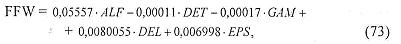 FFW = 0,05557 · ALF – 0,00011 · DET – 0,00017 · GAM +
+ 0,0080055 · DEL + 0,006998 · EPS, (73)